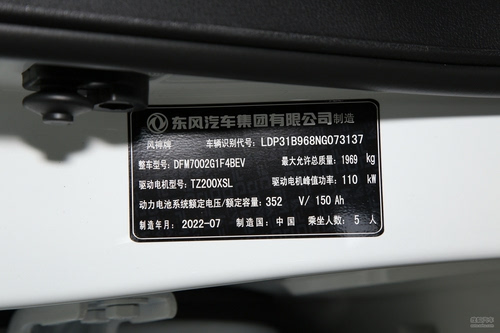 东风汽车集团有限公司 制造
风神牌 车辆识别代号: LDP31B968NG073137
整车型号: DFM7002G1F4BEV 最大允许总质量: 1969 kg
驱动电机型号: TZ200XSL 驱动电机峰值功率: 110 kW
动力电池系统额定电压/额定容量: 352 V/ 150 Ah
制造年月: 2022-07 制造国: 中国 乘坐人数: 5 人